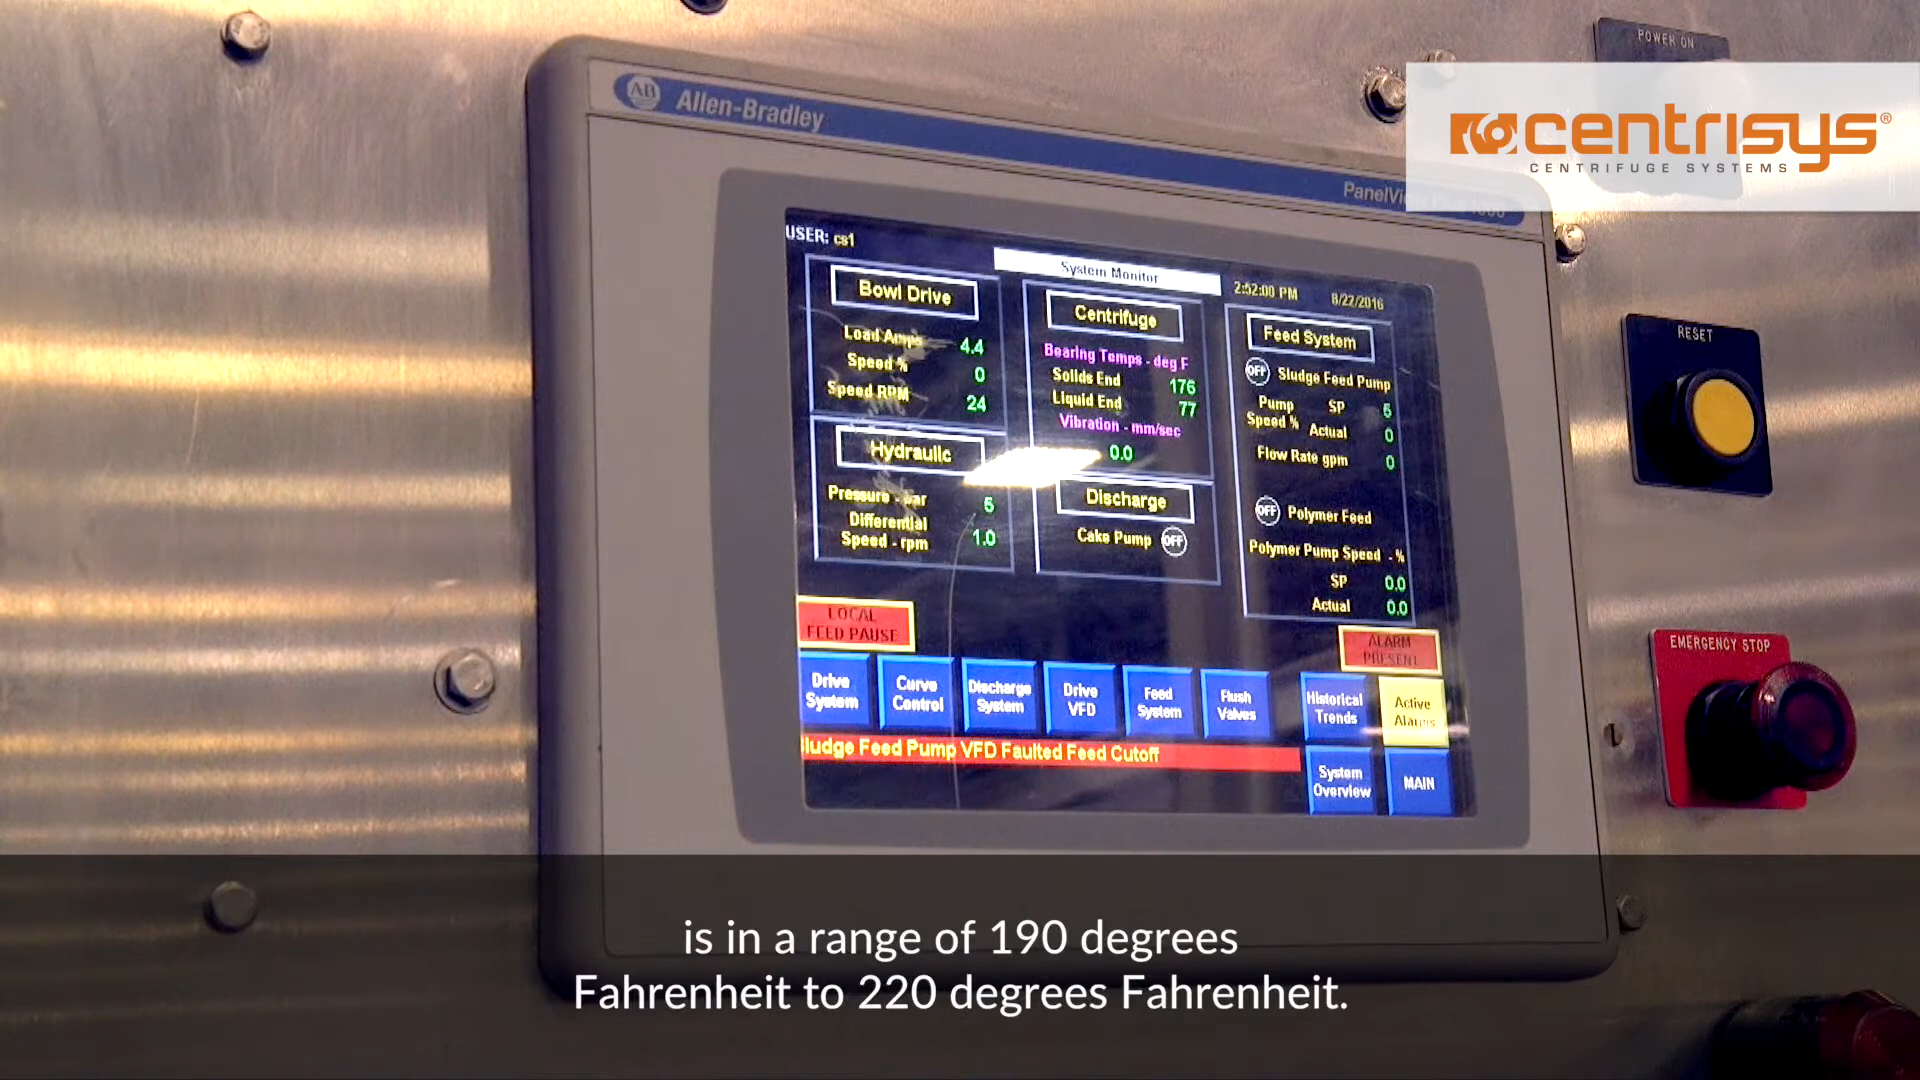 POWER ON
AB Allen-Bradley
centrisys®
CENTRIFUGE SYSTEMS
USER: cs1
System Monitor
2:52:00 PM 8/22/2016
Bowl Drive
Load Amps 4.4
Speed % 0
Speed RPM 24
Hydraulic
Pressure - bar 5
Differential
Speed - rpm 1.0
Centrifuge
Bearing Temps - deg F
Solids End 176
Liquid End 77
Vibration - mm/sec
0.0
Discharge
Cake Pump OFF
Feed System
OFF Sludge Feed Pump
Pump SP 5
Speed % Actual 0
Flow Rate gpm 0
OFF Polymer Feed
Polymer Pump Speed - %
SP 0.0
Actual 0.0
LOCAL
FEED PAUSE
ALARM
PRESENT
Drive
System
Curve
Control
Discharge
System
Drive
VFD
Feed
System
Flush
Valves
Historical
Trends
Active
Alarms
Sludge Feed Pump VFD Faulted Feed Cutoff
System
Overview
MAIN
RESET
EMERGENCY STOP
is in a range of 190 degrees
Fahrenheit to 220 degrees Fahrenheit.